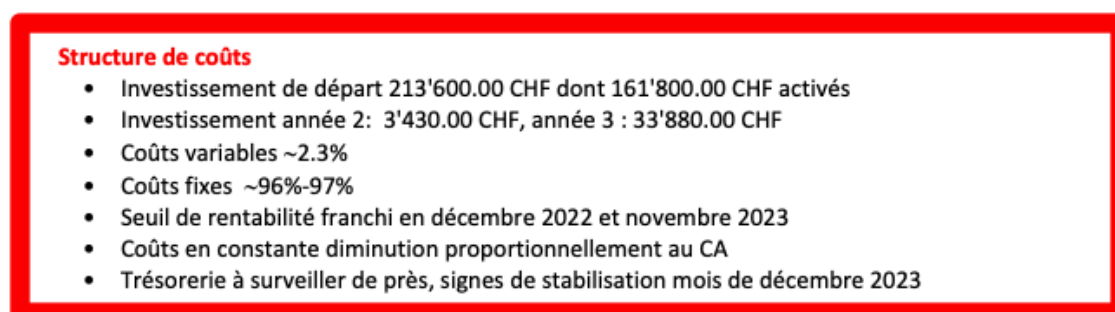 Structure de coûts
• Investissement de départ 213'600.00 CHF dont 161'800.00 CHF activés
• Investissement année 2: 3'430.00 CHF, année 3 : 33'880.00 CHF
• Coûts variables ~2.3%
• Coûts fixes ~96%-97%
• Seuil de rentabilité franchi en décembre 2022 et novembre 2023
• Coûts en constante diminution proportionnellement au CA
• Trésorerie à surveiller de près, signes de stabilisation mois de décembre 2023